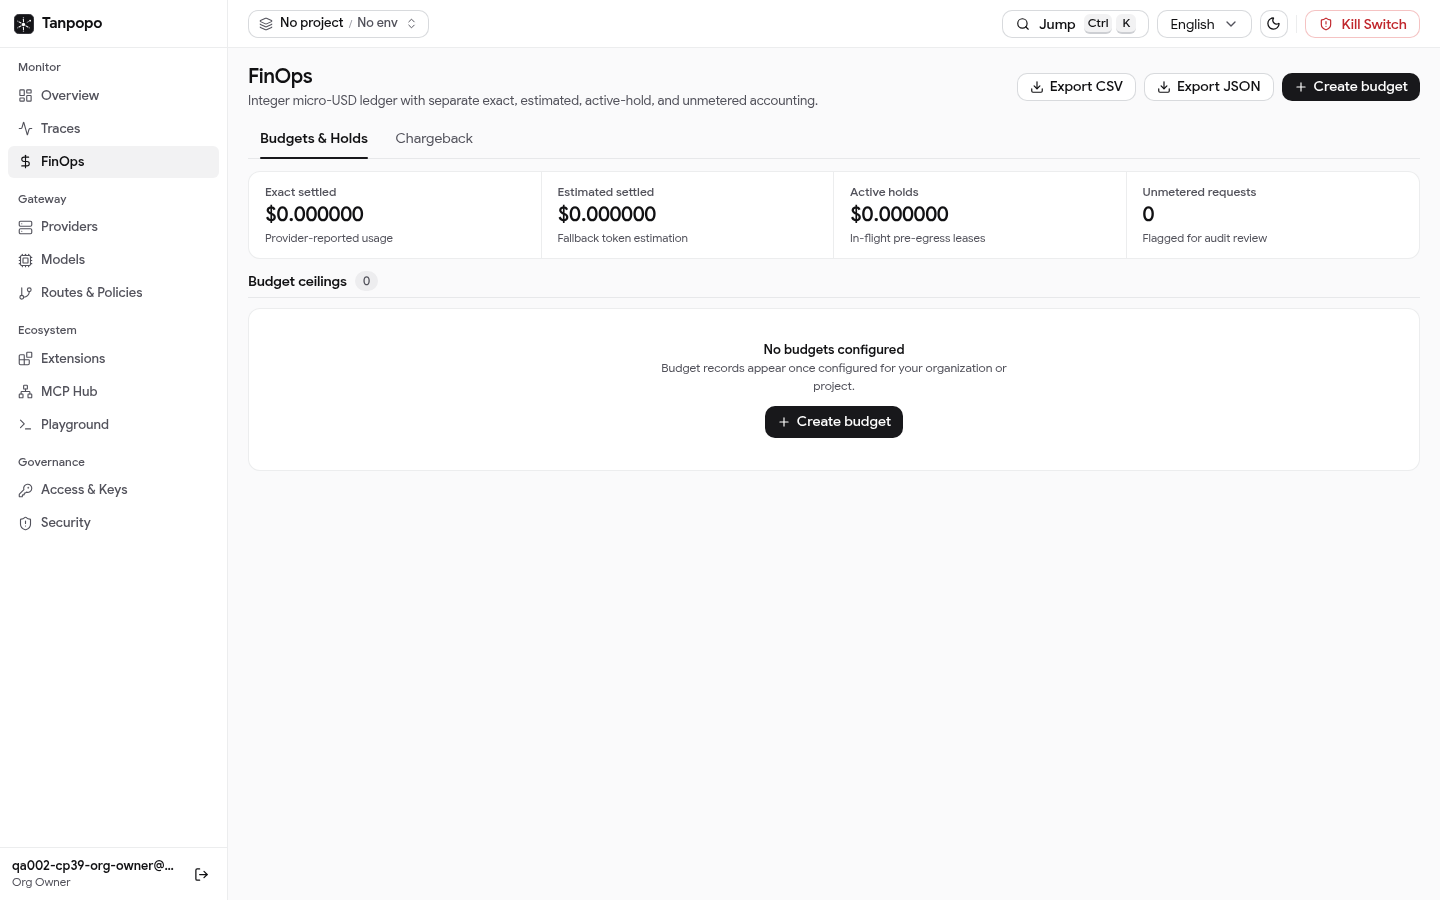 Tanpopo
No project / No env
Jump Ctrl K
English
Kill Switch
Monitor
Overview
Traces
FinOps
Gateway
Providers
Models
Routes & Policies
Ecosystem
Extensions
MCP Hub
Playground
Governance
Access & Keys
Security
qa002-cp39-org-owner@...
Org Owner
FinOps
Integer micro-USD ledger with separate exact, estimated, active-hold, and unmetered accounting.
Export CSV
Export JSON
Create budget
Budgets & Holds
Chargeback
Exact settled
$0.000000
Provider-reported usage
Estimated settled
$0.000000
Fallback token estimation
Active holds
$0.000000
In-flight pre-egress leases
Unmetered requests
0
Flagged for audit review
Budget ceilings 0
No budgets configured
Budget records appear once configured for your organization or
project.
Create budget